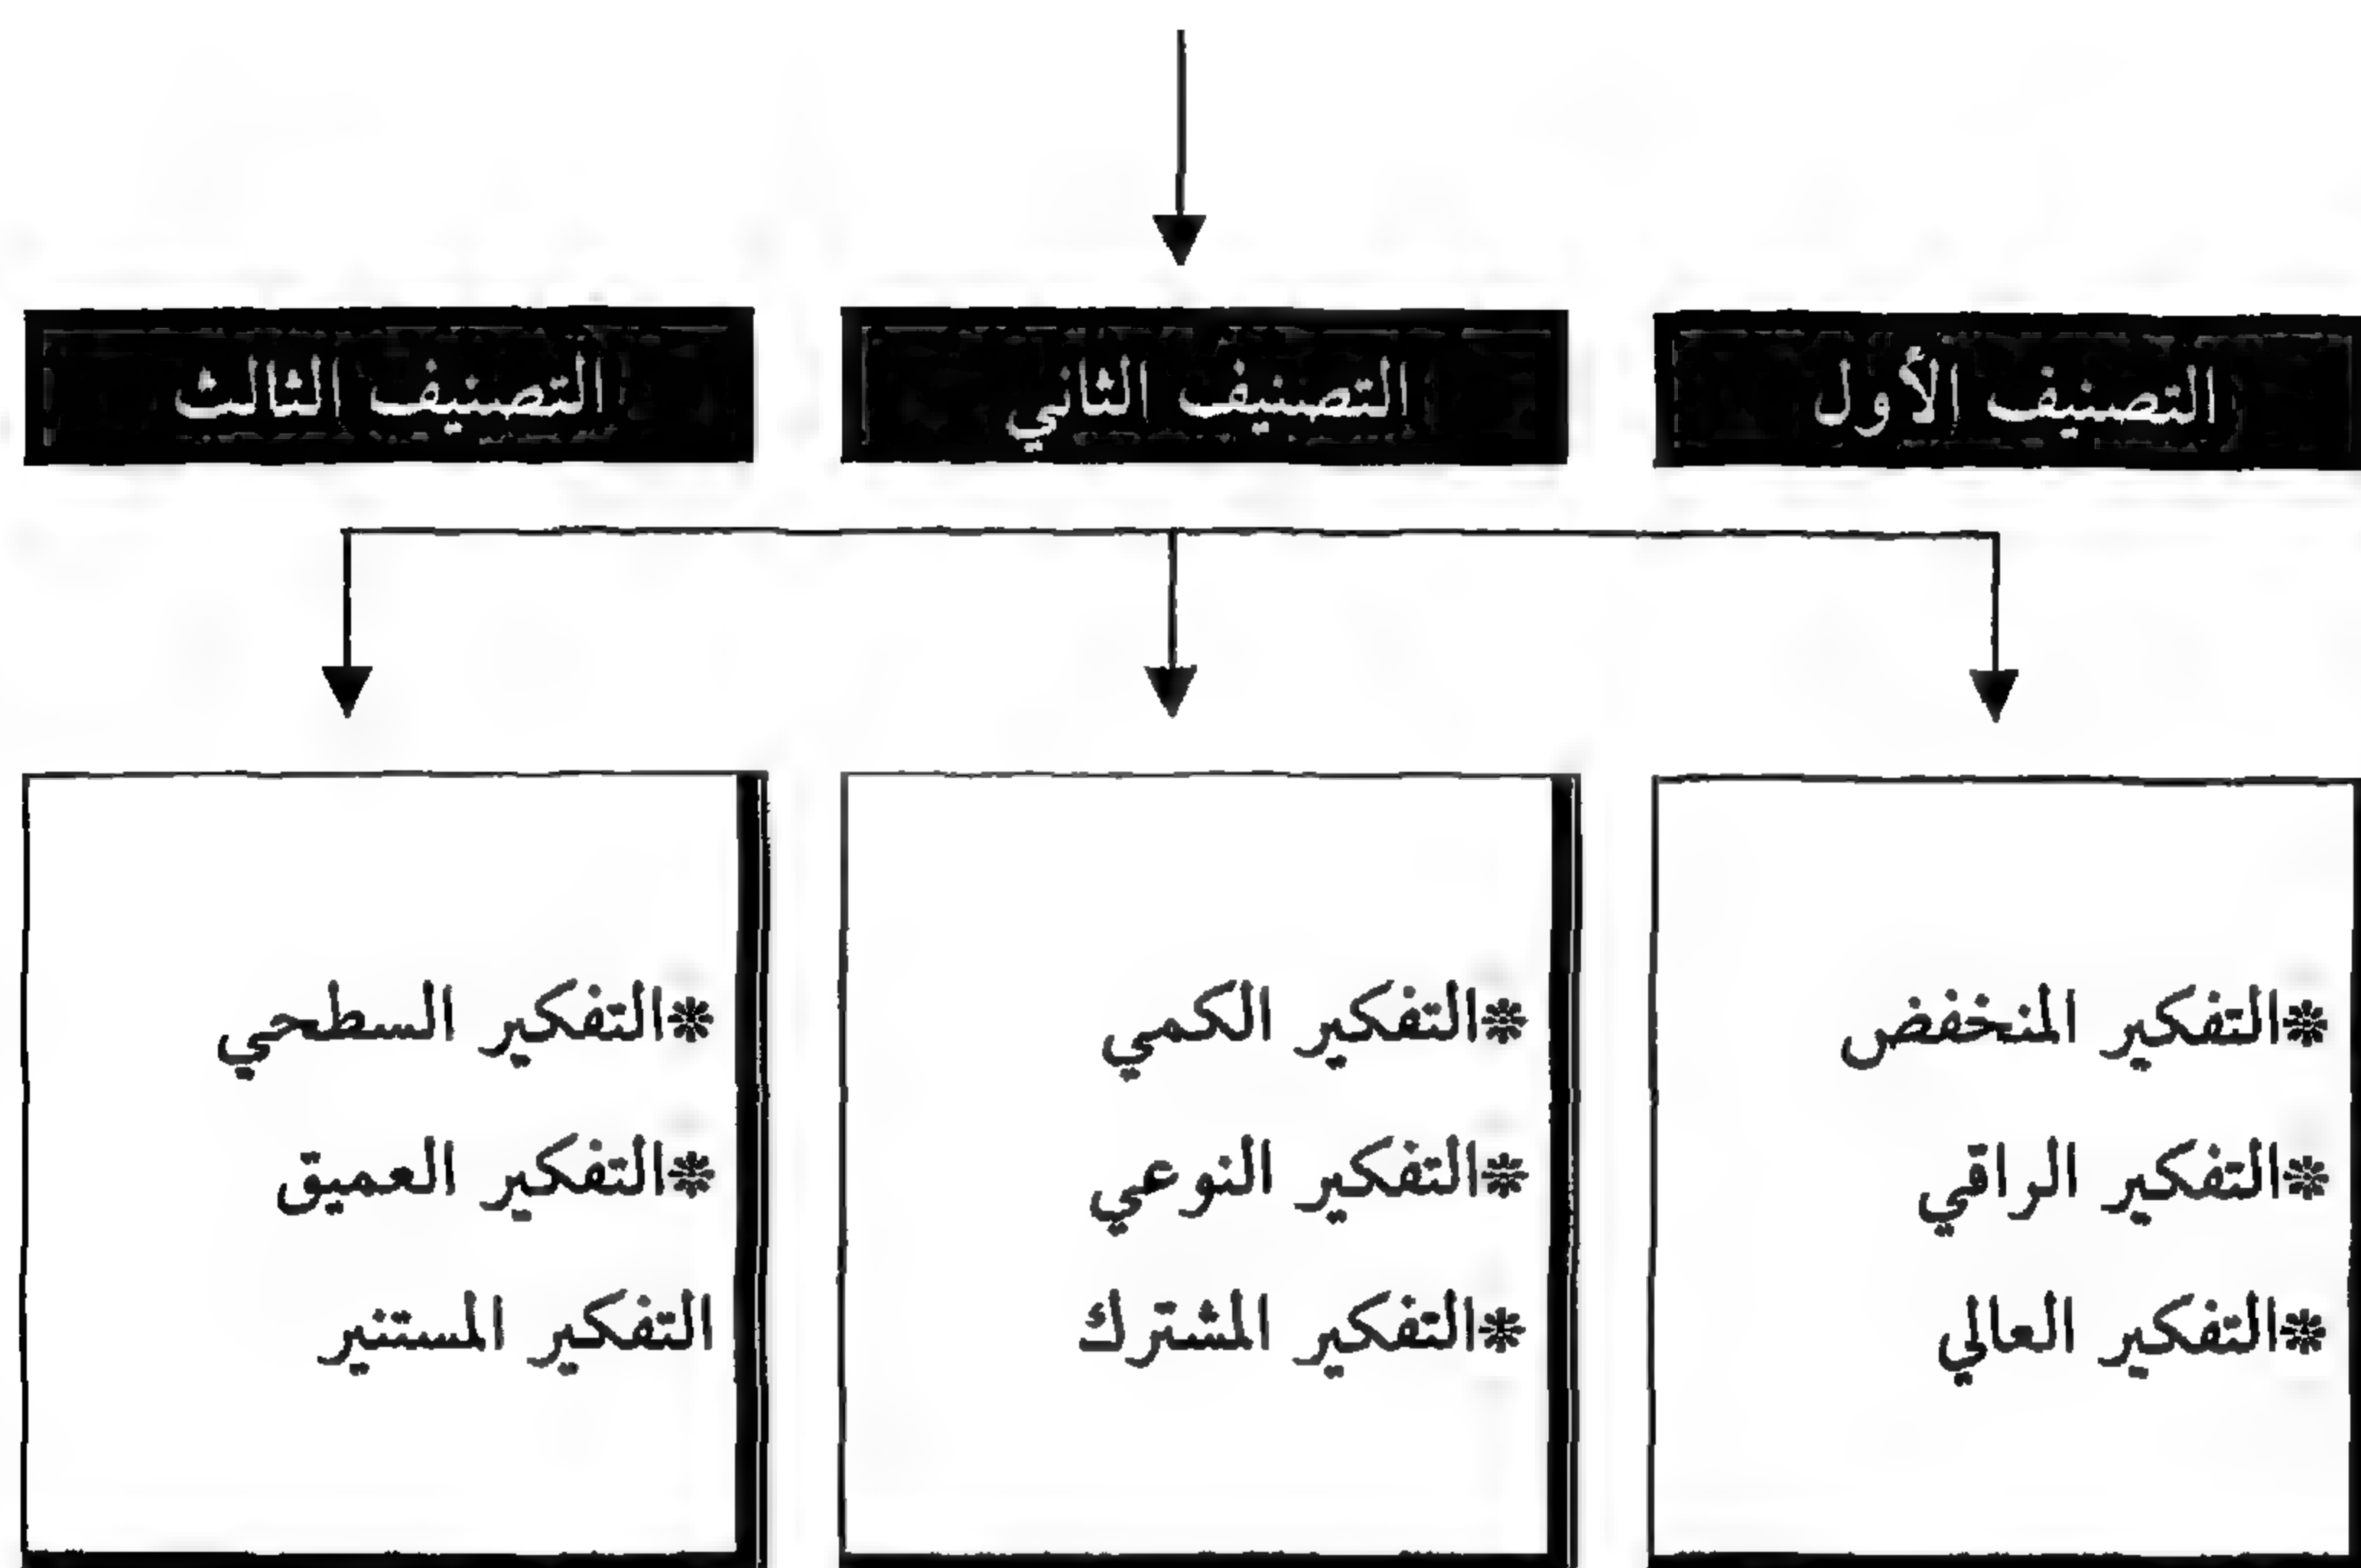 التصنيف الأول
التصنيف الثاني
التصنيف الثالث
*التفكير المنخفض
*التفكير الراقي
*التفكير العالي
*التفكير الكمي
*التفكير النوعي
*التفكير المشترك
*التفكير السطحي
*التفكير العميق
التفكير المستنير